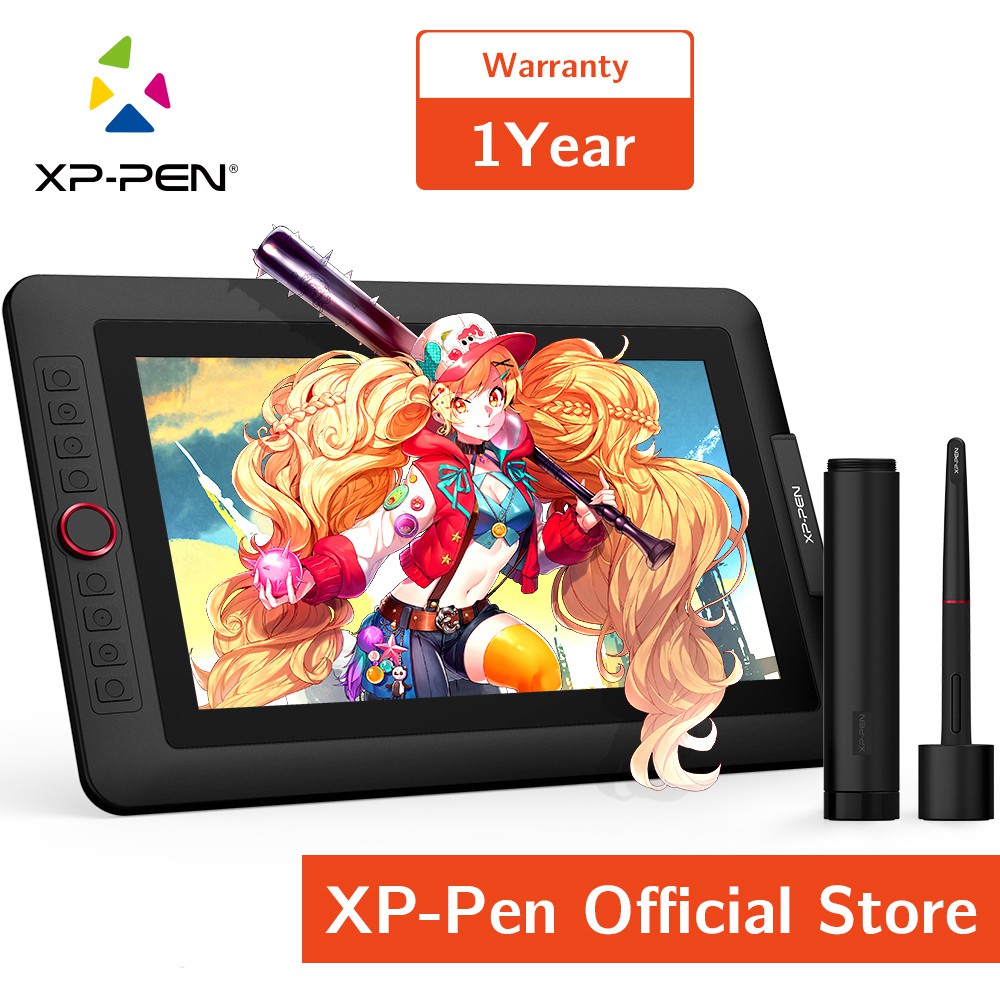 Warranty
1Year
XP-PEN®
XP-PEN
XP-PEN
XP-PEN
XP-Pen Official Store